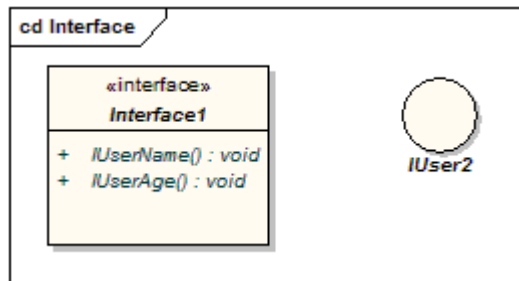 cd Interface
«interface»
Interface1
+ IUserName() : void
+ IUserAge() : void
IUser2